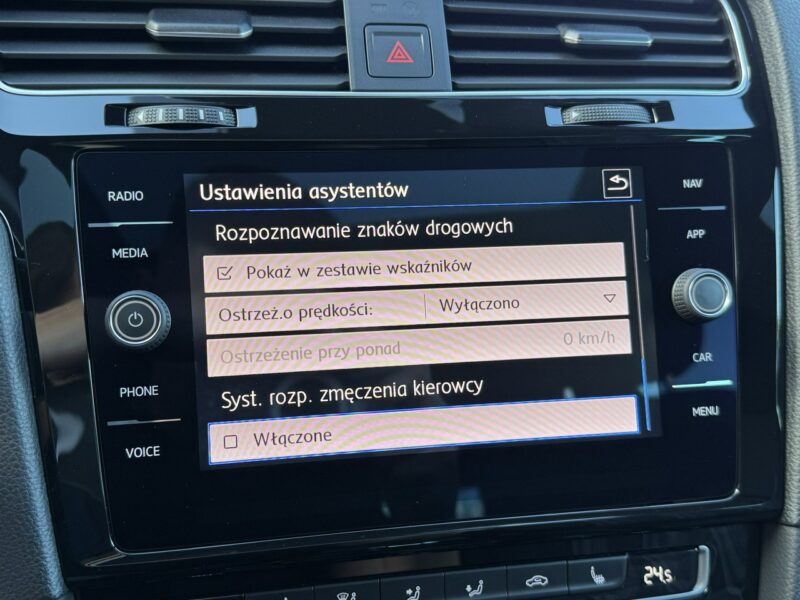 RADIO
MEDIA
PHONE
VOICE
Ustawienia asystentów
Rozpoznawanie znaków drogowych
Pokaż w zestawie wskaźników
Ostrzeż.o prędkości: Wyłączono
Ostrzeżenie przy ponad 0 km/h
Syst. rozp. zmęczenia kierowcy
Włączone
NAV
APP
CAR
MENU
24.5